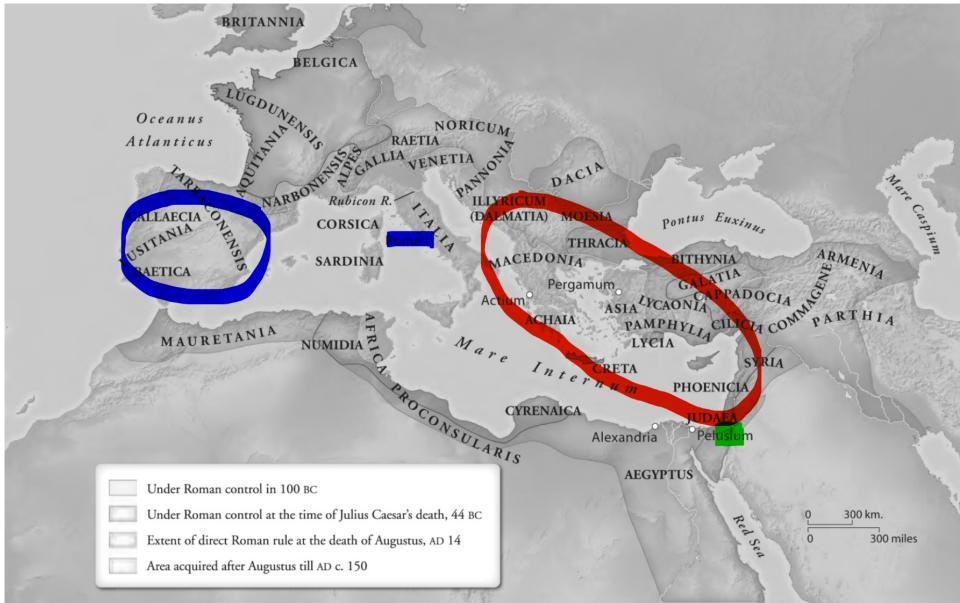 BRITANNIA
BELGICA
LUGDUNENSIS
Oceanus
Atlanticus
AQUITANIA
NORICUM
RAETIA
GALLIA
VENETIA
PANNONIA
ALPES
NARBONENSIS
TARRACONENSIS
GALLAECIA
LUSITANIA
BAETICA
Rubicon R.
ITALIA
CORSICA
SARDINIA
DACIA
ILLYRICUM
(DALMATIA)
MOESIA
THRACIA
MACEDONIA
Pontus Euxinus
Mare Caspium
BITHYNIA
GALATIA
CAPPADOCIA
ARMENIA
COMMAGENE
PARTHIA
Pergamum
Actium
ASIA
LYCAONIA
PAMPHYLLA
CILICIA
LYCIA
ACHAIA
CRETA
SYRIA
PHOENICIA
JUDAEA
Mare Internum
MAURETANIA
NUMIDIA
AFRICA PROCONSULARIS
CYRENAICA
Alexandria
Pelusium
AEGYPTUS
Red Sea
Under Roman control in 100 BC
Under Roman control at the time of Julius Caesar's death, 44 BC
Extent of direct Roman rule at the death of Augustus, AD 14
Area acquired after Augustus till AD c. 150
0 300 km.
0 300 miles